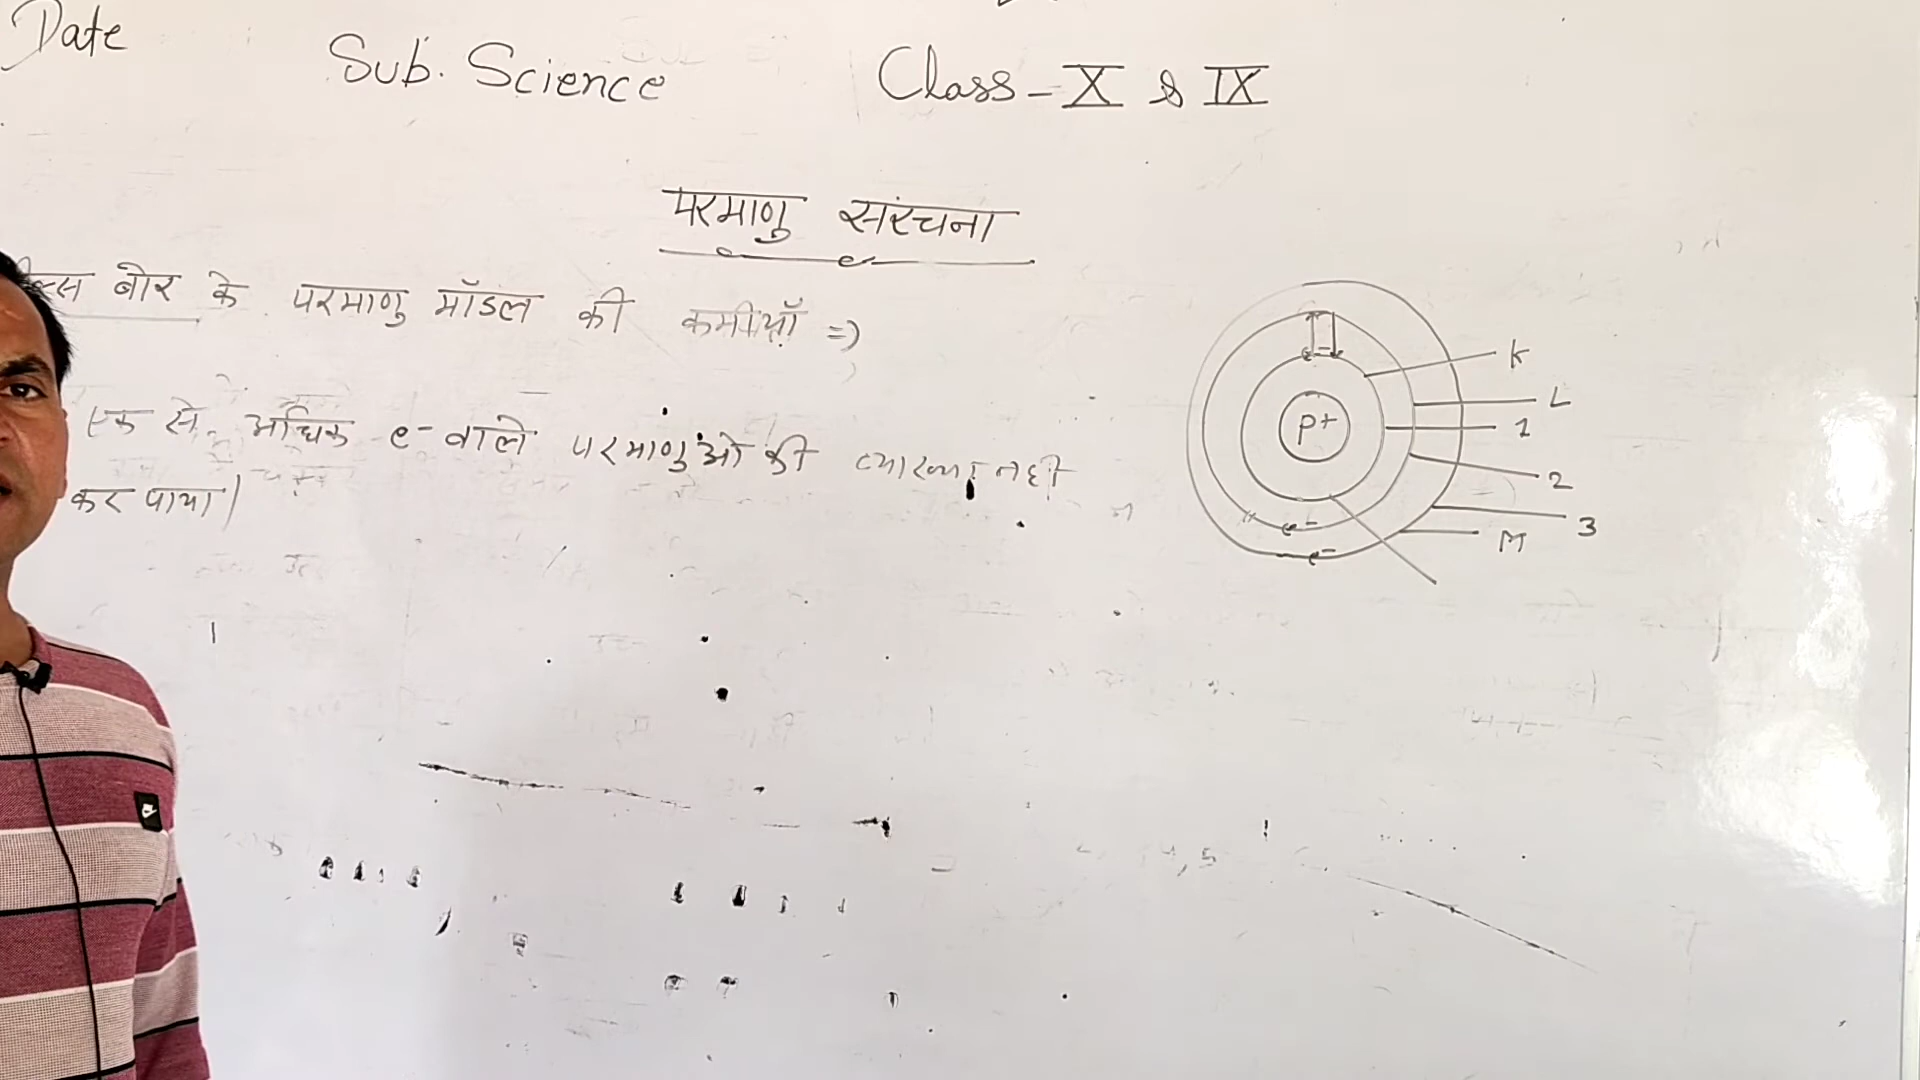 Date
Sub. Science
Class - X & IX
परमाणु संरचना
ल्स बोर के परमाणु मॉडल की कमीयाँ =>
एक से अधिक e- वाले परमाणुओ की व्याख्या नही
कर पाया।
K
L
P+
1
2
3
M
e-
e-
e-